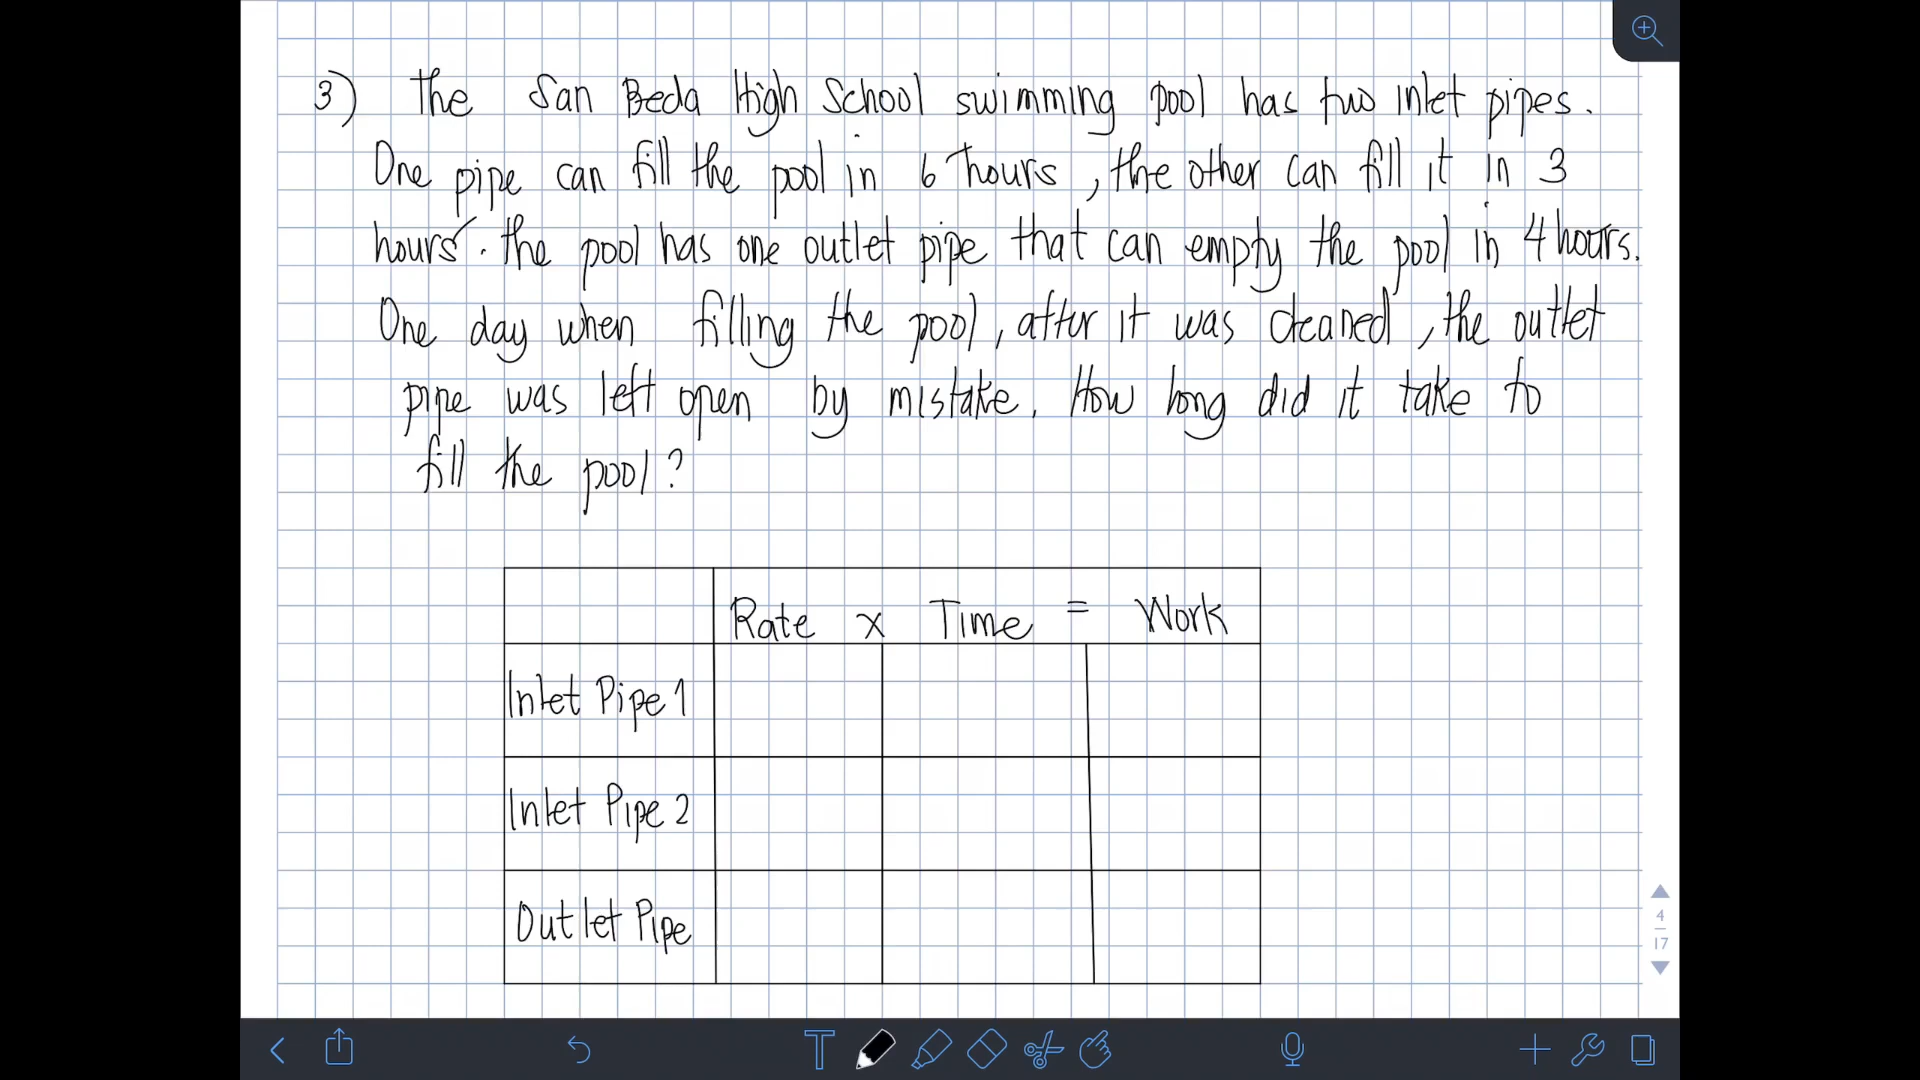 3) The San Beda High School swimming pool has two inlet pipes.
One pipe can fill the pool in 6 hours, the other can fill it in 3
hours. The pool has one outlet pipe that can empty the pool in 4 hours.
One day when filling the pool, after it was cleaned, the outlet
pipe was left open by mistake. How long did it take to
fill the pool?
Rate x Time = Work
Inlet Pipe 1
Inlet Pipe 2
Outlet Pipe
4
17
T